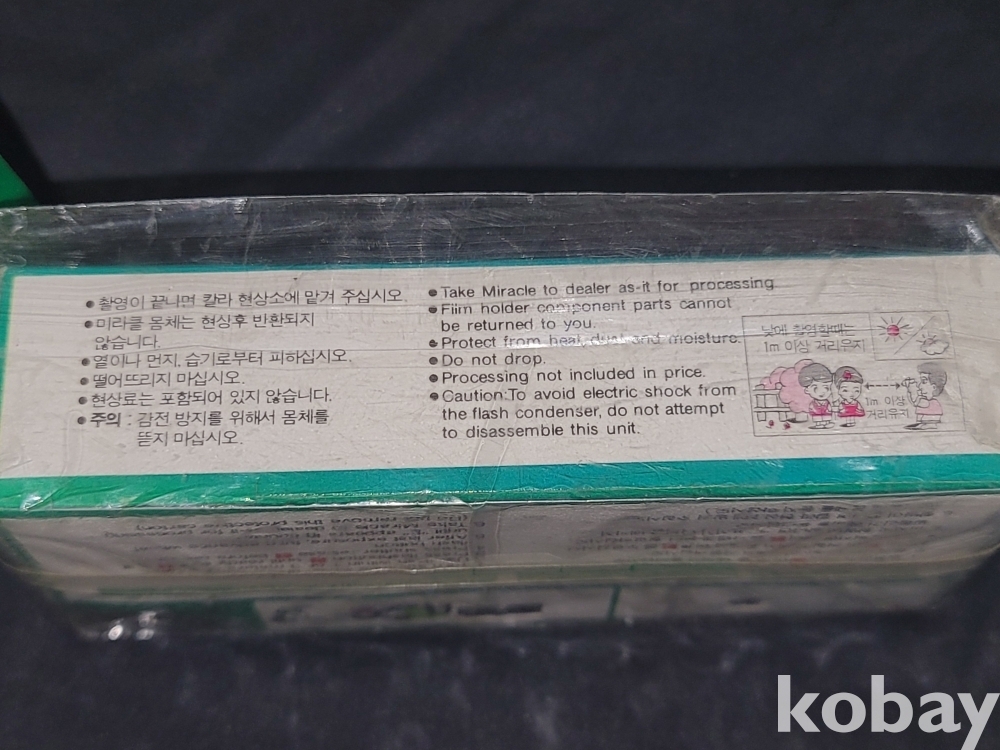 ● 촬영이 끝나면 칼라 현상소에 맡겨 주십시오.
● 미라클 몸체는 현상후 반환되지
않습니다.
● 열이나 먼지, 습기로부터 피하십시오.
● 떨어뜨리지 마십시오.
● 현상료는 포함되어 있지 않습니다.
● 주의 : 감전 방지를 위해서 몸체를
뜯지 마십시오.
● Take Miracle to dealer as-it for processing
● Film holder component parts cannot
be returned to you.
● Protect from heat, dust and moisture.
● Do not drop.
● Processing not included in price.
● Caution: To avoid electric shock from
the flash condenser, do not attempt
to disassemble this unit.
낮에 촬영할때는
1m 이상 거리유지
1m 이상
거리유지
kobay